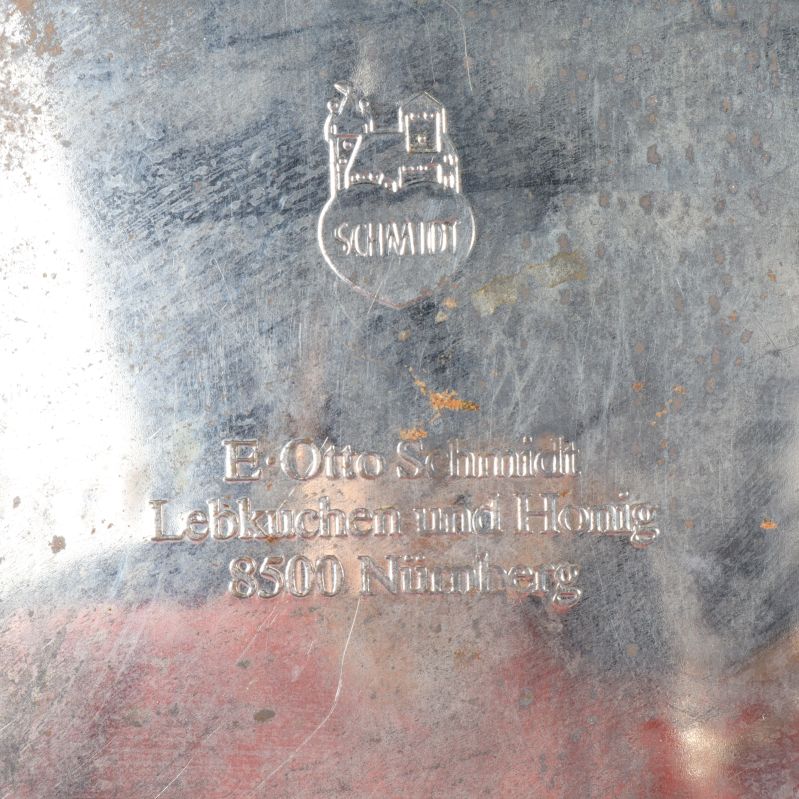 SCHMIDT
E·Otto Schmidt
Lebkuchen und Honig
8500 Nürnberg